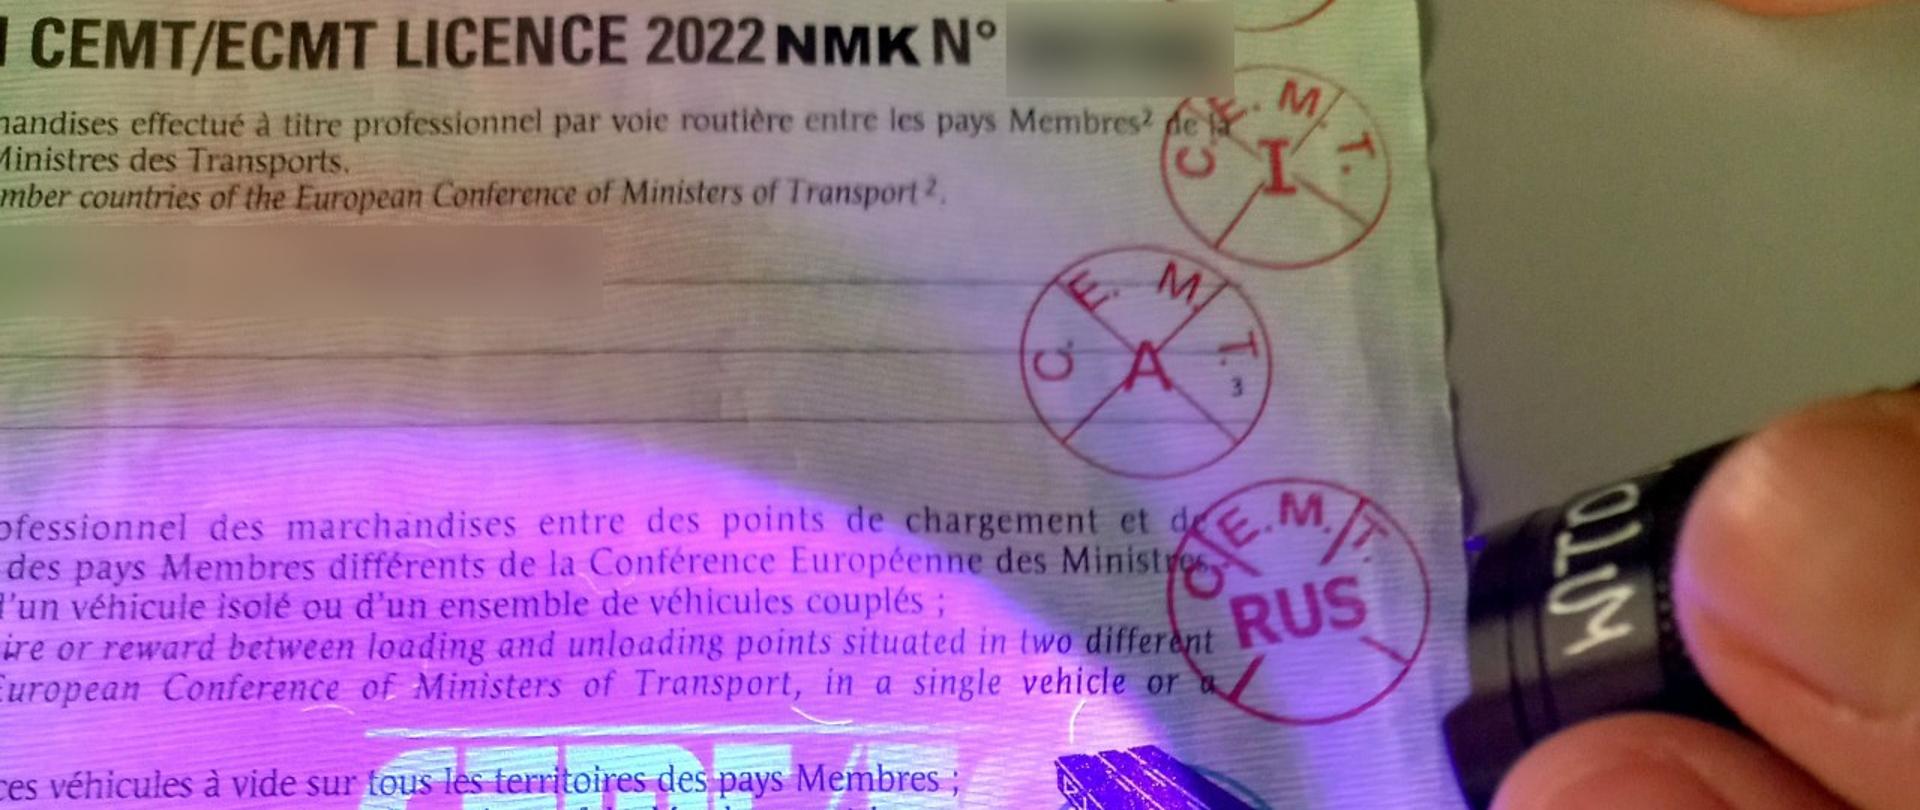 CEMT/ECMT LICENCE 2022 NMK N°
handises effectué à titre professionnel par voie routière entre les pays Membres² de la
Ministres des Transports.
mber countries of the European Conference of Ministers of Transport².
C. E. M. T.
I
C. E. M. T.
A
3
ofessionnel des marchandises entre des points de chargement et de
des pays Membres différents de la Conférence Européenne des Ministres
d'un véhicule isolé ou d'un ensemble de véhicules couplés ;
ire or reward between loading and unloading points situated in two different
European Conference of Ministers of Transport, in a single vehicle or a
C. E. M. T.
RUS
ces véhicules à vide sur tous les territoires des pays Membres ;